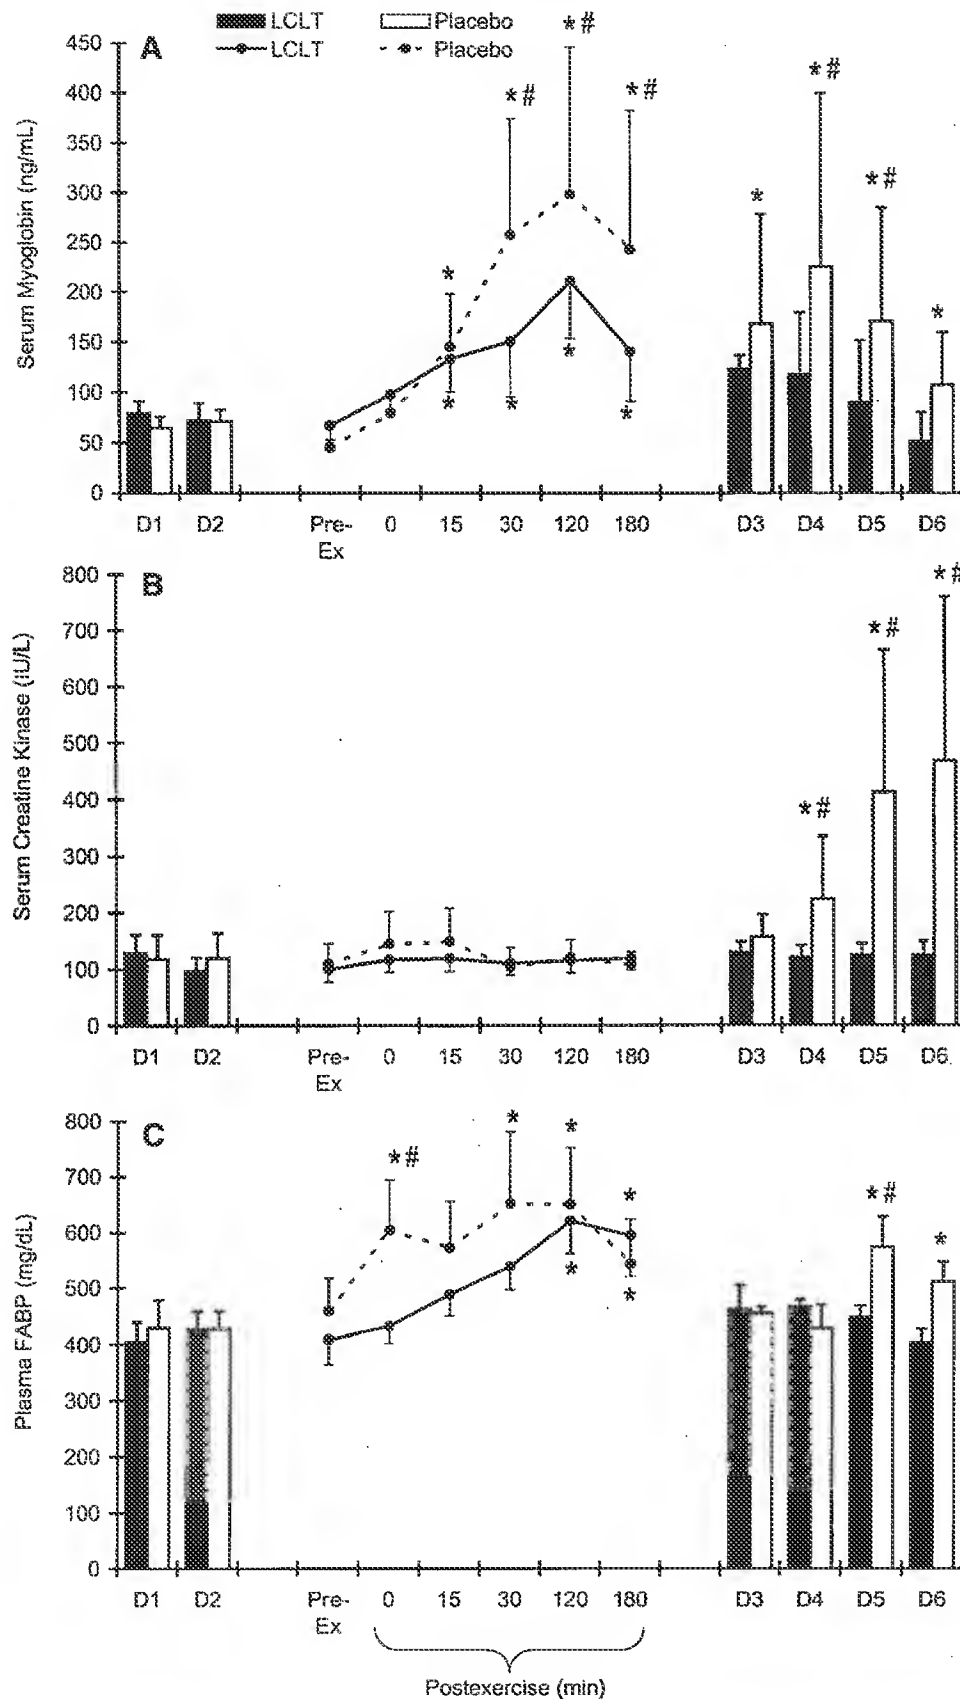 LCLT Placebo
LCLT Placebo
A
Serum Myoglobin (ng/mL)
450
400
350
300
250
200
150
100
50
0
* # * # * # * # * # * * * * * * *
D1 D2 Pre-Ex 0 15 30 120 180 D3 D4 D5 D6
B
Serum Creatine Kinase (IU/L)
800
700
600
500
400
300
200
100
0
* # * # * #
D1 D2 Pre-Ex 0 15 30 120 180 D3 D4 D5 D6
C
Plasma FABP (mg/dL)
800
700
600
500
400
300
200
100
0
* # * * * * * * # *
D1 D2 Pre-Ex 0 15 30 120 180 D3 D4 D5 D6
Postexercise (min)